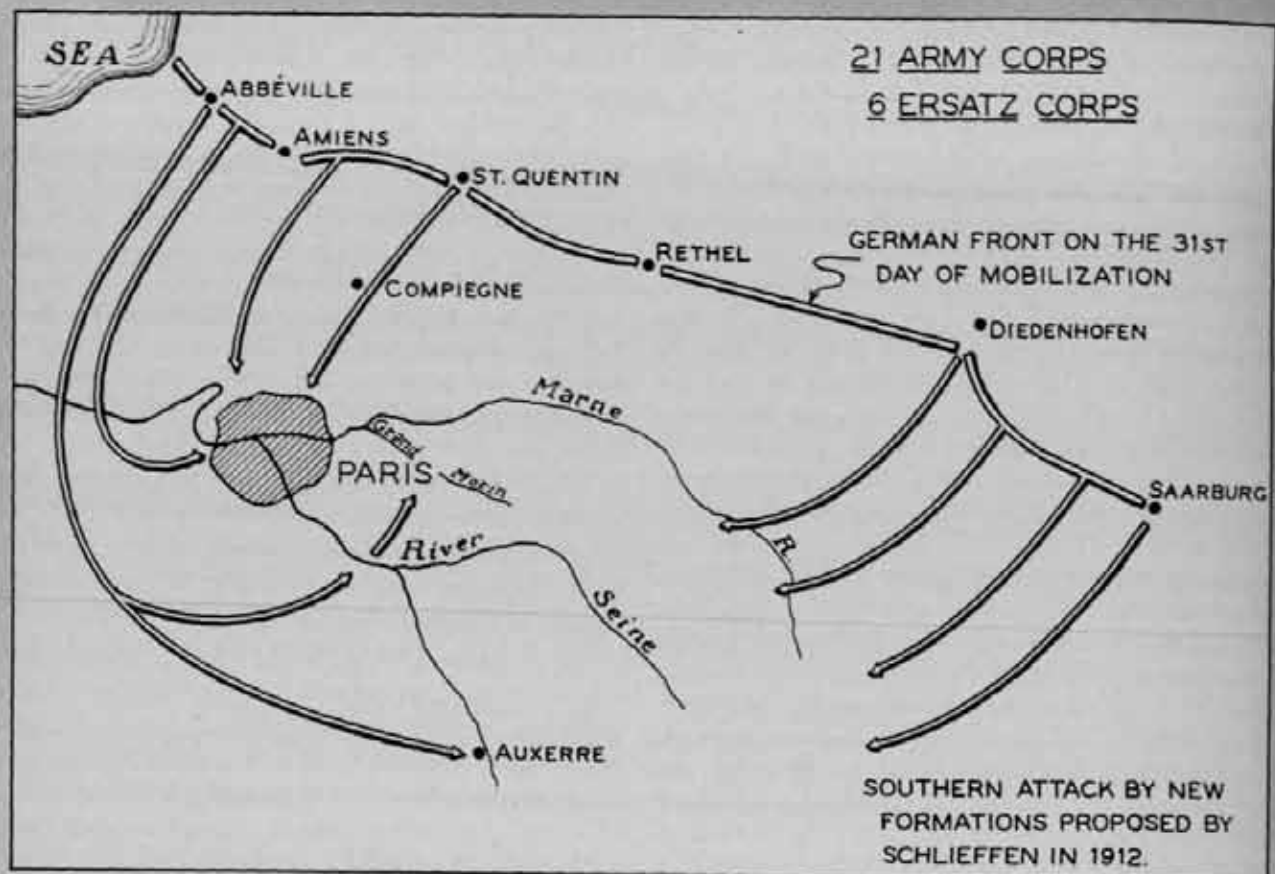 SEA
ABBÉVILLE
AMIENS
ST. QUENTIN
21 ARMY CORPS
6 ERSATZ CORPS
COMPIEGNE
RETHEL
GERMAN FRONT ON THE 31ST
DAY OF MOBILIZATION
DIEDENHOFEN
Marne
R.
Grand
Morin
PARIS
SAARBURG
River
Seine
AUXERRE
SOUTHERN ATTACK BY NEW
FORMATIONS PROPOSED BY
SCHLIEFFEN IN 1912.